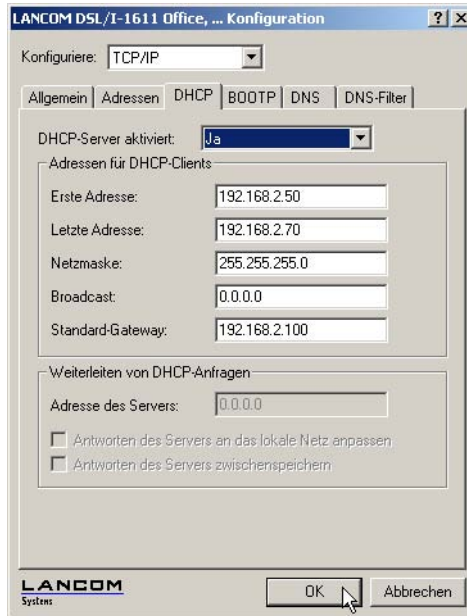 LANCOM DSL/I-1611 Office, ... Konfiguration
Konfiguriere: TCP/IP
Allgemein Adressen DHCP BOOTP DNS DNS-Filter
DHCP-Server aktiviert: Ja
Adressen für DHCP-Clients
Erste Adresse: 192.168.2.50
Letzte Adresse: 192.168.2.70
Netzmaske: 255.255.255.0
Broadcast: 0.0.0.0
Standard-Gateway: 192.168.2.100
Weiterleiten von DHCP-Anfragen
Adresse des Servers: 0.0.0.0
Antworten des Servers an das lokale Netz anpassen
Antworten des Servers zwischenspeichern
LANCOM
Systems
OK Abbrechen